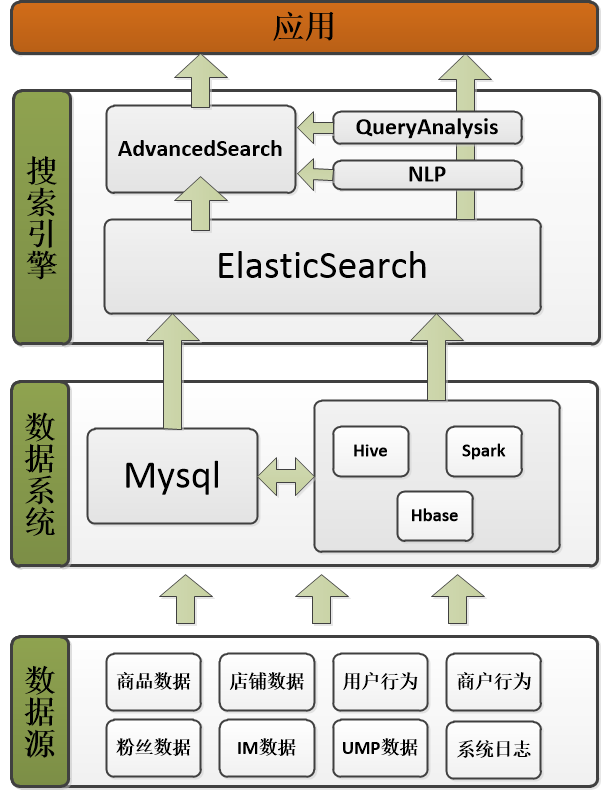 应用
搜索引擎
AdvancedSearch
QueryAnalysis
NLP
ElasticSearch
数据系统
Mysql
Hive
Spark
Hbase
数据源
商品数据
店铺数据
用户行为
商户行为
粉丝数据
IM数据
UMP数据
系统日志